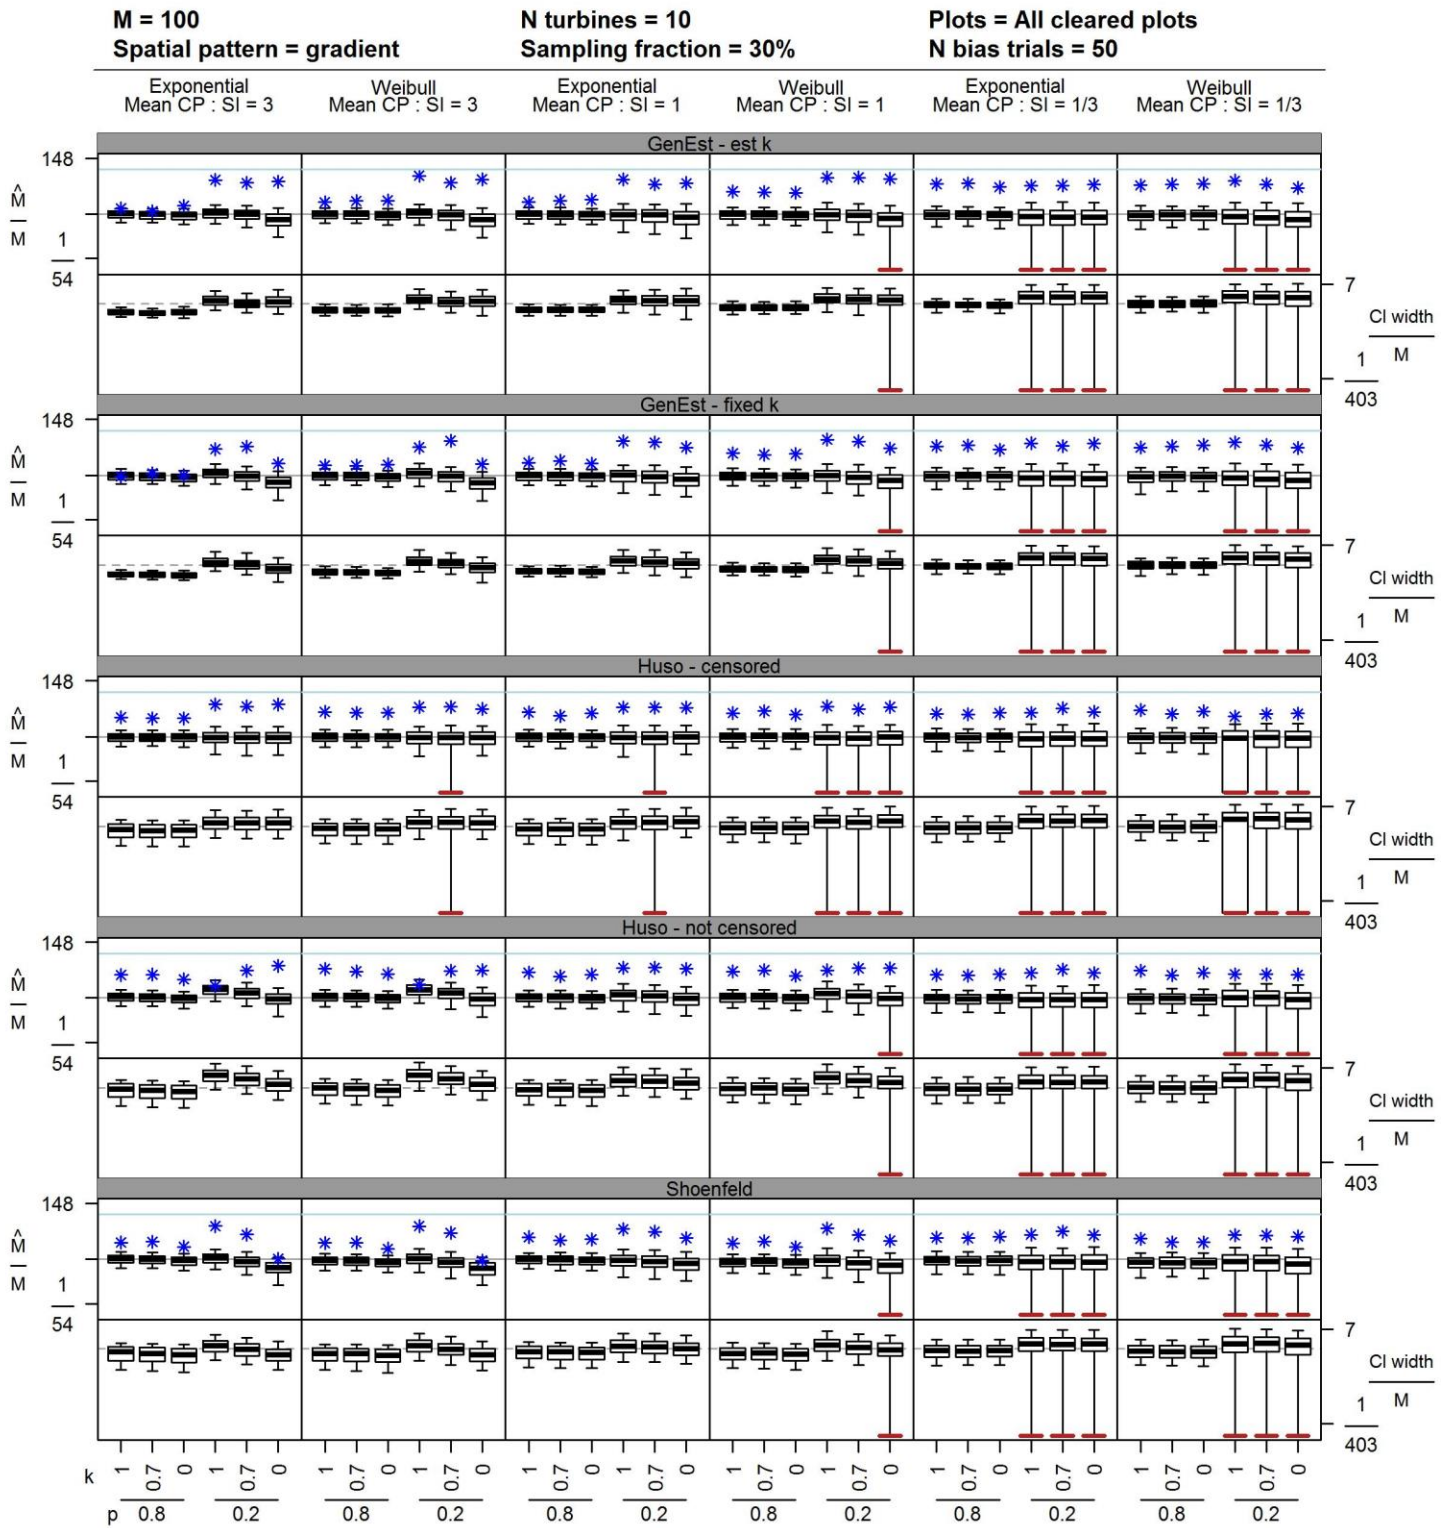 M = 100 N turbines = 10 Plots = All cleared plots
Spatial pattern = gradient Sampling fraction = 30% N bias trials = 50
Exponential Weibull Exponential Weibull Exponential Weibull
Mean CP : SI = 3 Mean CP : SI = 3 Mean CP : SI = 1 Mean CP : SI = 1 Mean CP : SI = 1/3 Mean CP : SI = 1/3
GenEst - est k
148
M̂
M
1
54
7
CI width
M
1
403
GenEst - fixed k
148
M̂
M
1
54
7
CI width
M
1
403
Huso - censored
148
M̂
M
1
54
7
CI width
M
1
403
Huso - not censored
148
M̂
M
1
54
7
CI width
M
1
403
Shoenfeld
148
M̂
M
1
54
7
CI width
M
1
403
k 1 0.7 0 1 0.7 0 1 0.7 0 1 0.7 0 1 0.7 0 1 0.7 0 1 0.7 0 1 0.7 0 1 0.7 0 1 0.7 0 1 0.7 0 1 0.7 0
p 0.8 0.2 0.8 0.2 0.8 0.2 0.8 0.2 0.8 0.2 0.8 0.2